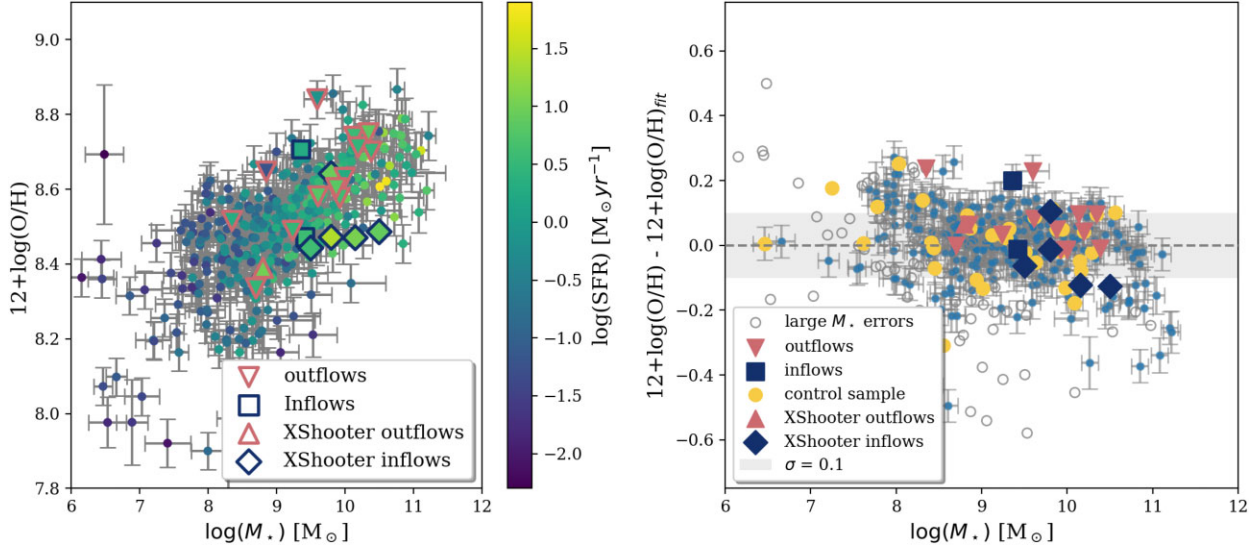 9.0
8.8
8.6
8.4
8.2
8.0
7.8
12+log(O/H)
6 7 8 9 10 11 12
log(M⋆) [M⊙]
outflows
Inflows
XShooter outflows
XShooter inflows
1.5
1.0
0.5
0.0
−0.5
−1.0
−1.5
−2.0
log(SFR) [M⊙yr⁻¹]
0.6
0.4
0.2
0.0
−0.2
−0.4
−0.6
12+log(O/H) - 12+log(O/H)fit
6 7 8 9 10 11 12
log(M⋆) [M⊙]
large M⋆ errors
outflows
inflows
control sample
XShooter outflows
XShooter inflows
σ = 0.1